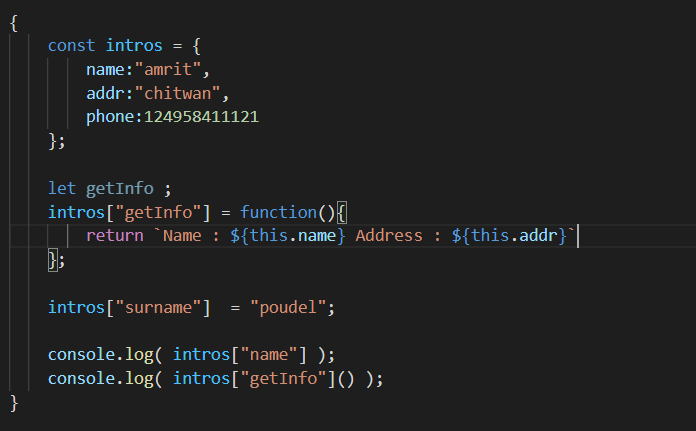 {
    const intros = {
        name:"amrit",
        addr:"chitwan",
        phone:124958411121
    };

    let getInfo ;
    intros["getInfo"] = function(){
        return `Name : ${this.name} Address : ${this.addr}`
    };

    intros["surname"]  = "poudel";

    console.log( intros["name"] );
    console.log( intros["getInfo"]() );
}